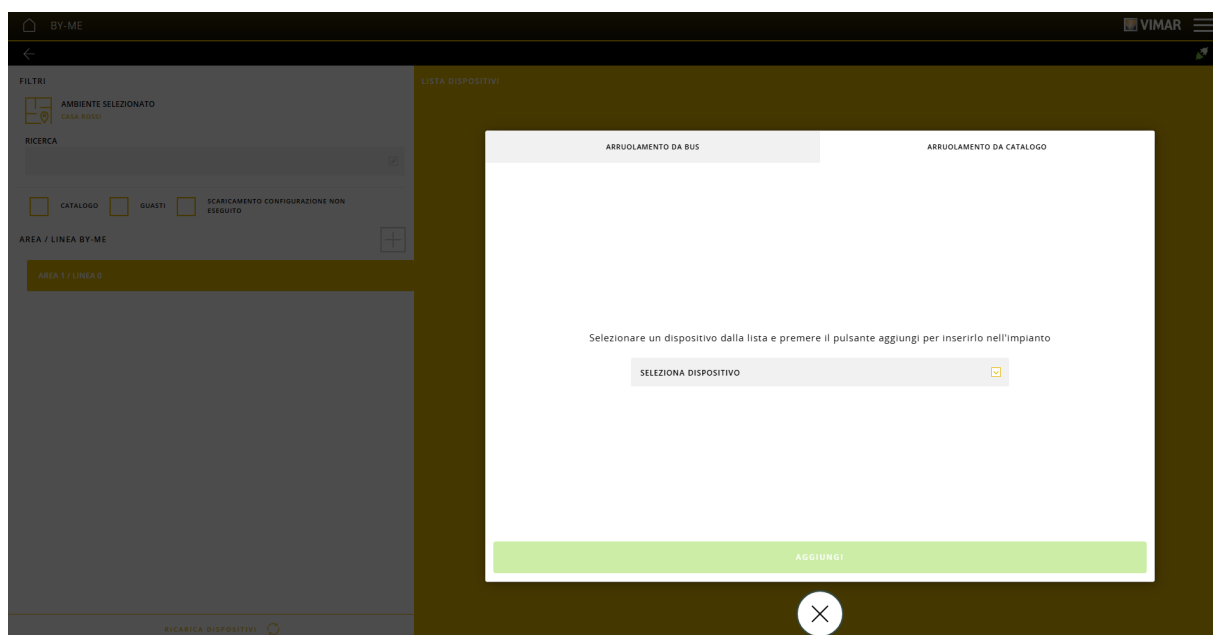 BY-ME
VIMAR
FILTRI
LISTA DISPOSITIVI
AMBIENTE SELEZIONATO
CASA ROSSI
RICERCA
CATALOGO
GUASTI
SCARICAMENTO CONFIGURAZIONE NON
ESEGUITO
AREA / LINEA BY-ME
AREA 1 / LINEA 0
ARRUOLAMENTO DA BUS
ARRUOLAMENTO DA CATALOGO
Selezionare un dispositivo dalla lista e premere il pulsante aggiungi per inserirlo nell'impianto
SELEZIONA DISPOSITIVO
AGGIUNGI
RICARICA DISPOSITIVI